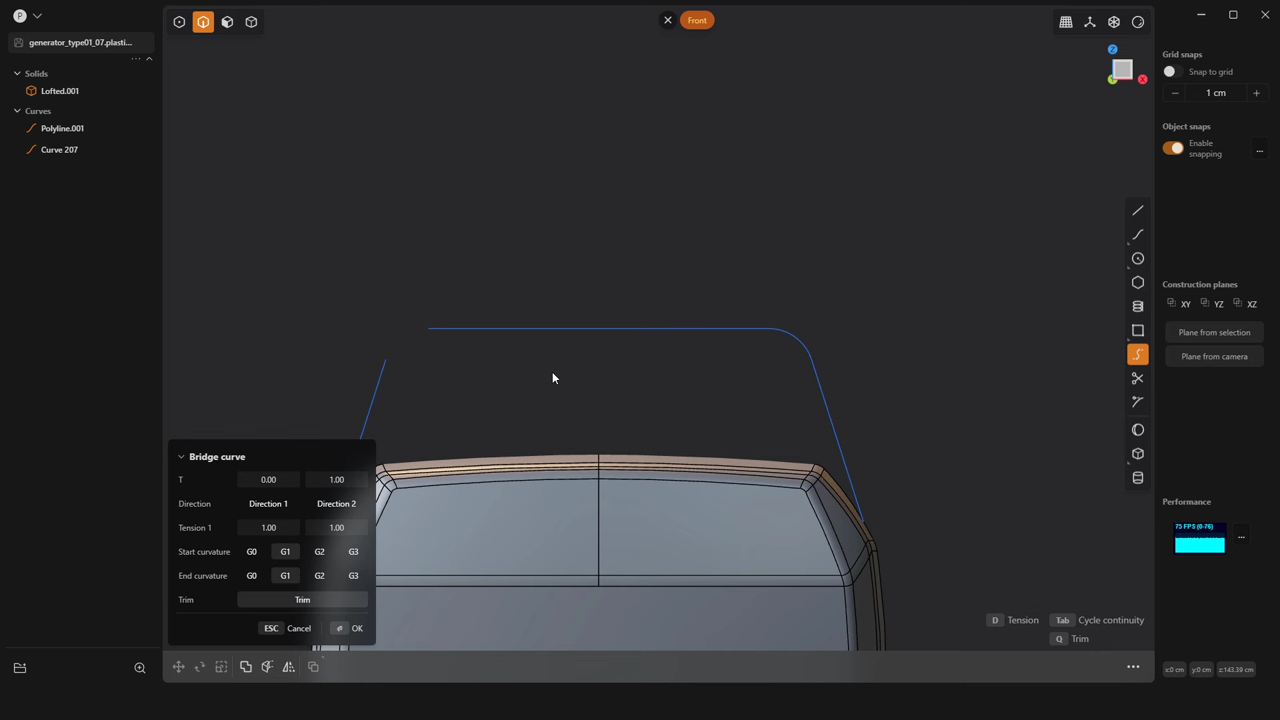 P
Front
generator_type01_07.plasti...
Solids
Lofted.001
Curves
Polyline.001
Curve 207
Z
X
Grid snaps
Snap to grid
1 cm
Object snaps
Enable
snapping
...
Construction planes
XY YZ XZ
Plane from selection
Plane from camera
Performance
75 FPS (0-76)
...
Bridge curve
T 0.00 1.00
Direction Direction 1 Direction 2
Tension 1 1.00 1.00
Start curvature G0 G1 G2 G3
End curvature G0 G1 G2 G3
Trim Trim
ESC Cancel OK
D Tension Tab Cycle continuity
Q Trim
x:0 cm y:0 cm z:143.39 cm